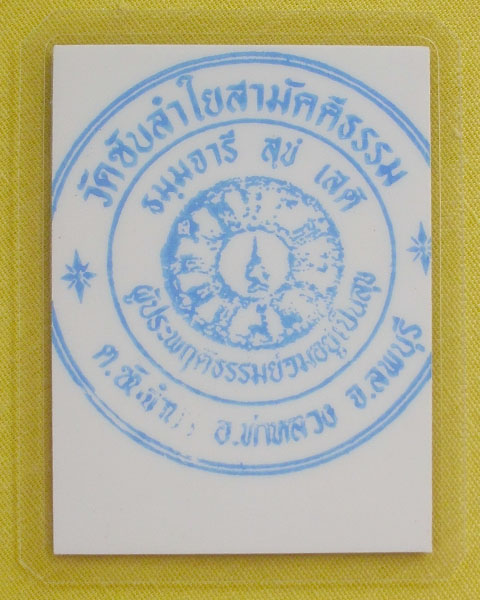 วัดซับลำใยสามัคคีธรรม
ธมฺมจารี สุขํ เสติ
ผู้ประพฤติธรรมย่อมอยู่เป็นสุข
อ.ท่าหลวง จ.ลพบุรี